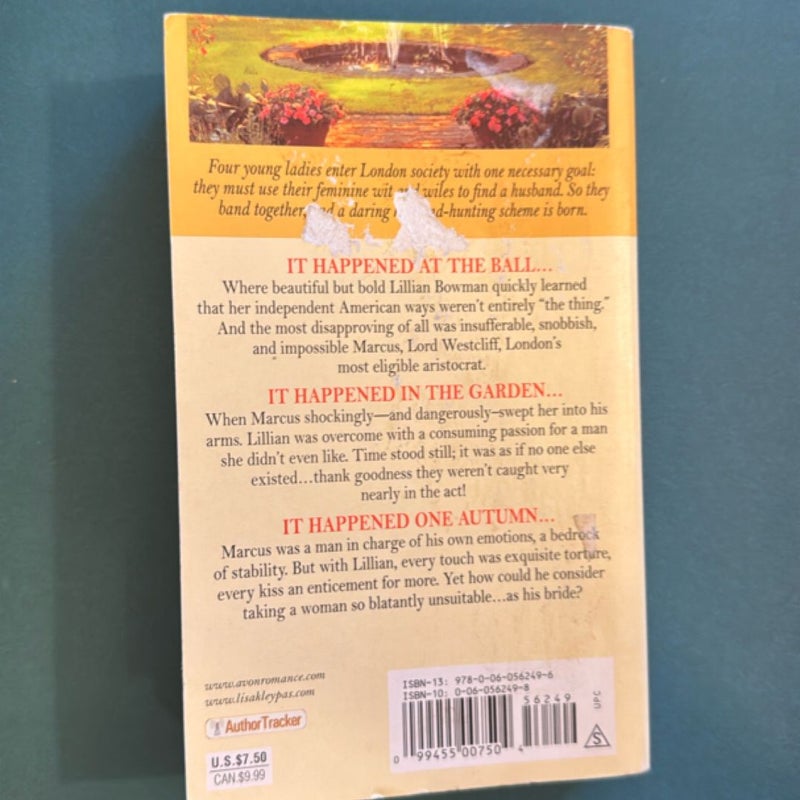 Four young ladies enter London society with one necessary goal:
they must use their feminine wit and wiles to find a husband. So they
band together, and a daring d-hunting scheme is born.
IT HAPPENED AT THE BALL...
Where beautiful but bold Lillian Bowman quickly learned
that her independent American ways weren't entirely "the thing."
And the most disapproving of all was insufferable, snobbish,
and impossible Marcus, Lord Westcliff, London's
most eligible aristocrat.
IT HAPPENED IN THE GARDEN...
When Marcus shockingly—and dangerously–swept her into his
arms. Lillian was overcome with a consuming passion for a man
she didn't even like. Time stood still; it was as if no one else
existed...thank goodness they weren't caught very
nearly in the act!
IT HAPPENED ONE AUTUMN...
Marcus was a man in charge of his own emotions, a bedrock
of stability. But with Lillian, every touch was exquisite torture,
every kiss an enticement for more. Yet how could he consider
taking a woman so blatantly unsuitable...as his bride?
www.avonromance.com
www.lisakleypas.com
AuthorTracker
U.S.$7.50
CAN.$9.99
ISBN-13: 978-0-06-056249-6
ISBN-10: 0-06-056249-8
56249
0 99455 00750 4
UPC
S